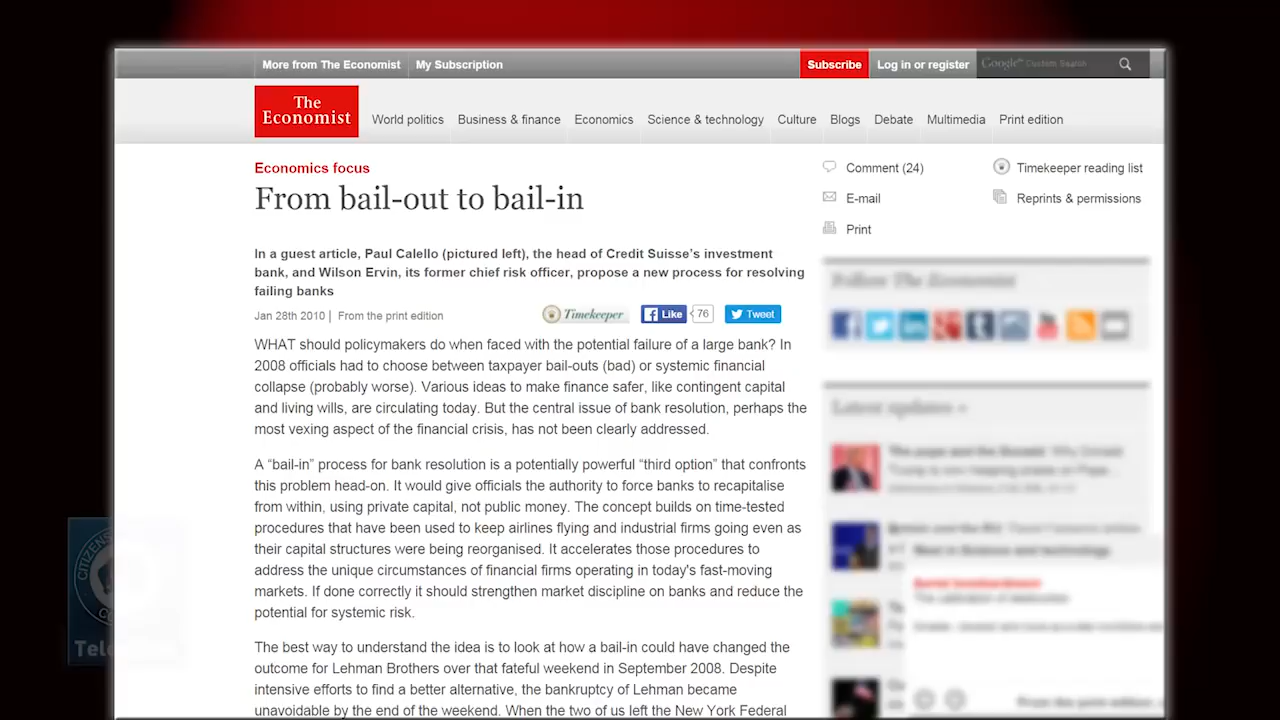 More from The Economist
My Subscription
Subscribe
Log in or register
Google™ Custom Search
The
Economist
World politics
Business & finance
Economics
Science & technology
Culture
Blogs
Debate
Multimedia
Print edition
Economics focus
From bail-out to bail-in
Comment (24)
Timekeeper reading list
E-mail
Reprints & permissions
Print
In a guest article, Paul Calello (pictured left), the head of Credit Suisse's investment
bank, and Wilson Ervin, its former chief risk officer, propose a new process for resolving
failing banks
Jan 28th 2010 | From the print edition
Timekeeper
Like
76
Tweet
WHAT should policymakers do when faced with the potential failure of a large bank? In
2008 officials had to choose between taxpayer bail-outs (bad) or systemic financial
collapse (probably worse). Various ideas to make finance safer, like contingent capital
and living wills, are circulating today. But the central issue of bank resolution, perhaps the
most vexing aspect of the financial crisis, has not been clearly addressed.
A “bail-in” process for bank resolution is a potentially powerful “third option” that confronts
this problem head on. It would give officials the authority to force banks to recapitalise
from within, using private capital, not public money. The concept builds on time-tested
procedures that have been used to keep airlines flying and industrial firms going even as
their capital structures were being reorganised. It accelerates those procedures to
address the unique circumstances of financial firms operating in today's fast-moving
markets. If done correctly it should strengthen market discipline on banks and reduce the
potential for systemic risk.
The best way to understand the idea is to look at how a bail-in could have changed the
outcome for Lehman Brothers over that fateful weekend in September 2008. Despite
intensive efforts to find a better alternative, the bankruptcy of Lehman became
unavoidable by the end of the weekend. When the two of us left the New York Federal
Follow The Economist
Latest updates »
CITIZENS